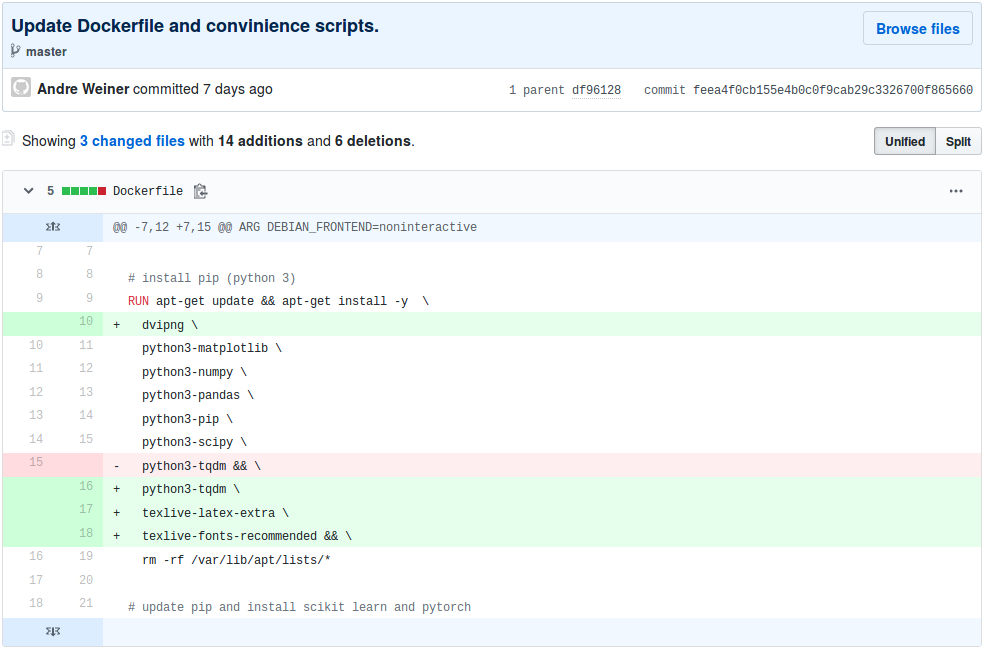 Update Dockerfile and convinience scripts.
Browse files
master
Andre Weiner committed 7 days ago
1 parent df96128 commit feea4f0cb155e4b0c0f9cab29c3326700f865660
Showing 3 changed files with 14 additions and 6 deletions.
Unified Split
5 Dockerfile
@@ -7,12 +7,15 @@ ARG DEBIAN_FRONTEND=noninteractive
7 7
8 8 # install pip (python 3)
9 9 RUN apt-get update && apt-get install -y  \
10 + dvipng \
10 11 python3-matplotlib \
11 12 python3-numpy \
12 13 python3-pandas \
13 14 python3-pip \
14 15 python3-scipy \
15 - python3-tqdm && \
16 + python3-tqdm \
17 + texlive-latex-extra \
18 + texlive-fonts-recommended && \
16 19 rm -rf /var/lib/apt/lists/*
17 20
18 21 # update pip and install scikit learn and pytorch